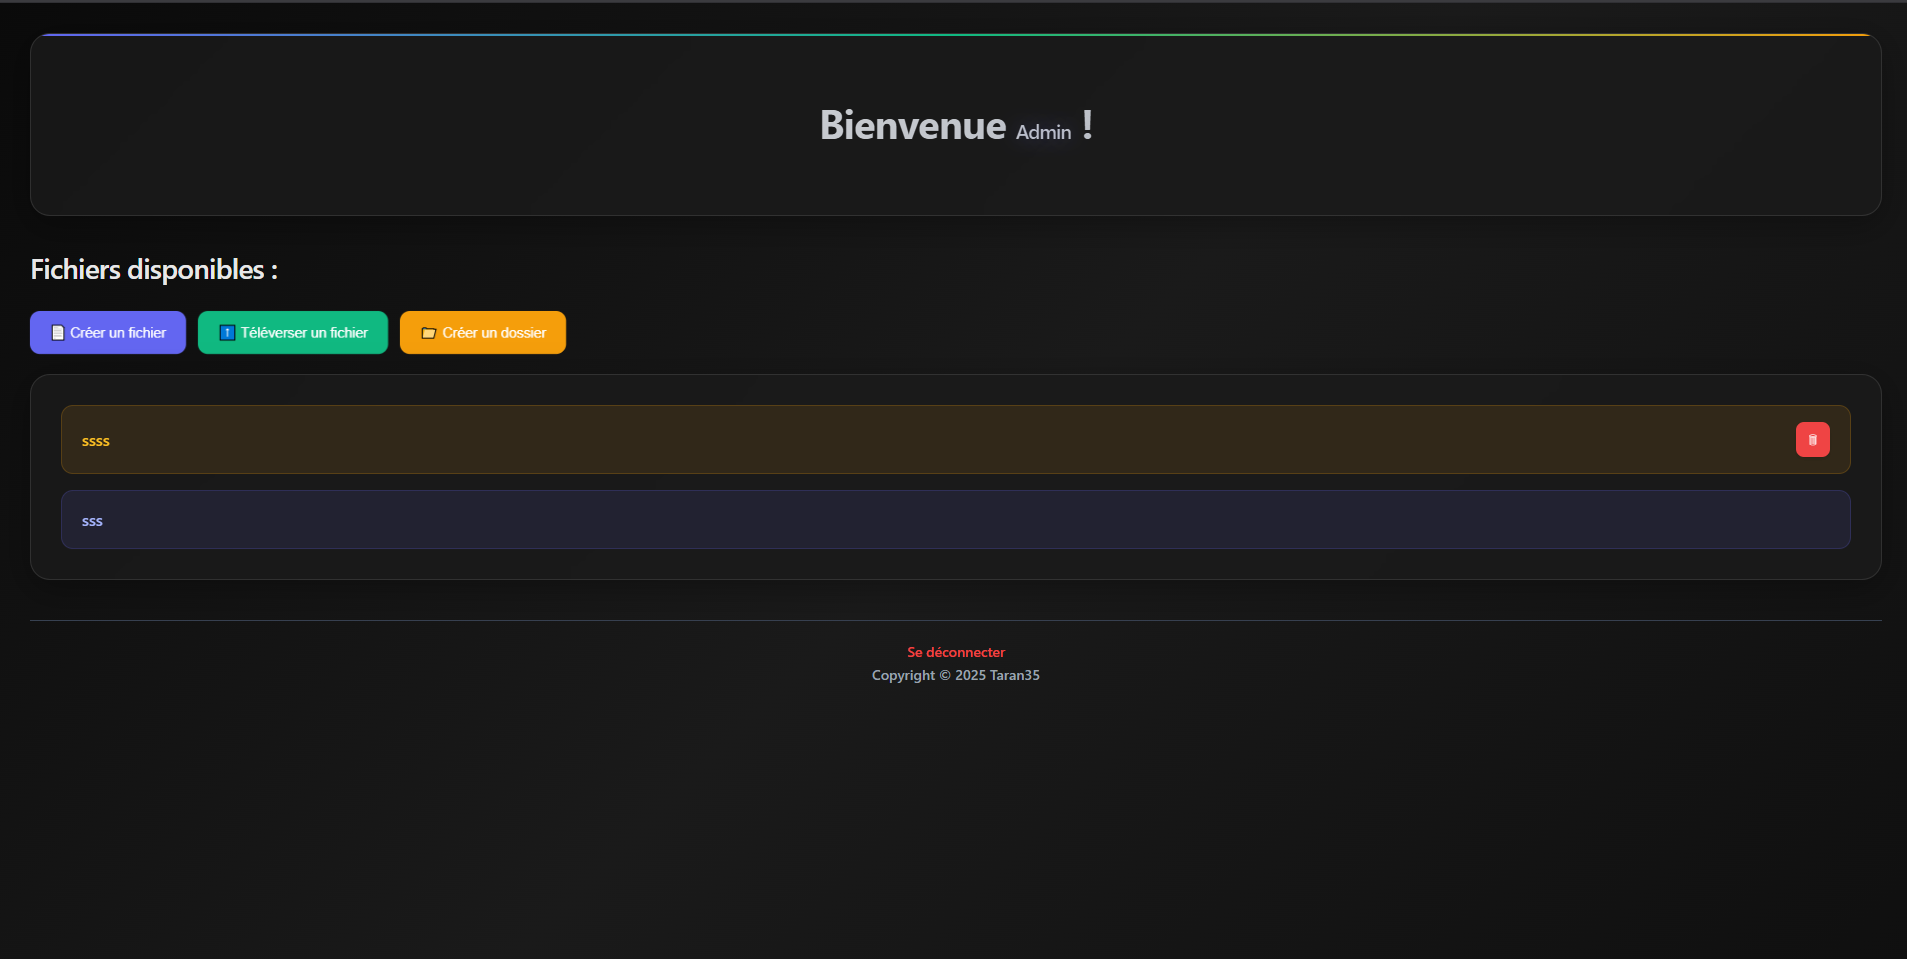 Bienvenue Admin !
Fichiers disponibles :
Créer un fichier
Téléverser un fichier
Créer un dossier
ssss
sss
Se déconnecter
Copyright © 2025 Taran35